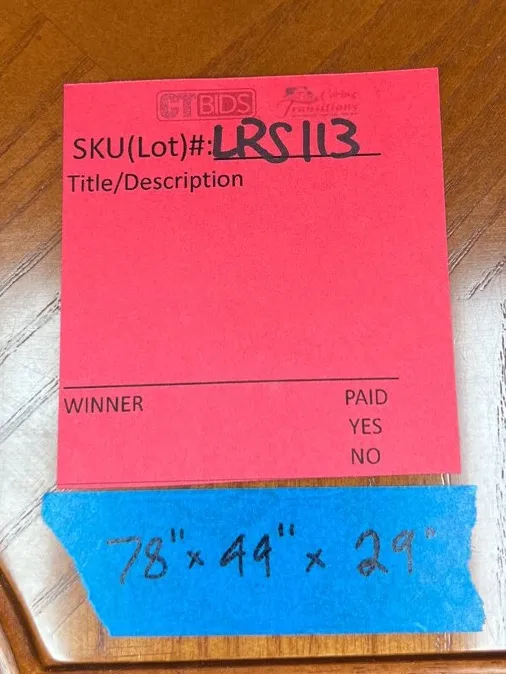 CTBIDS Caring Transitions
SKU(Lot)#: LRS113
Title/Description
WINNER PAID
YES
NO
78" x 44" x 29"